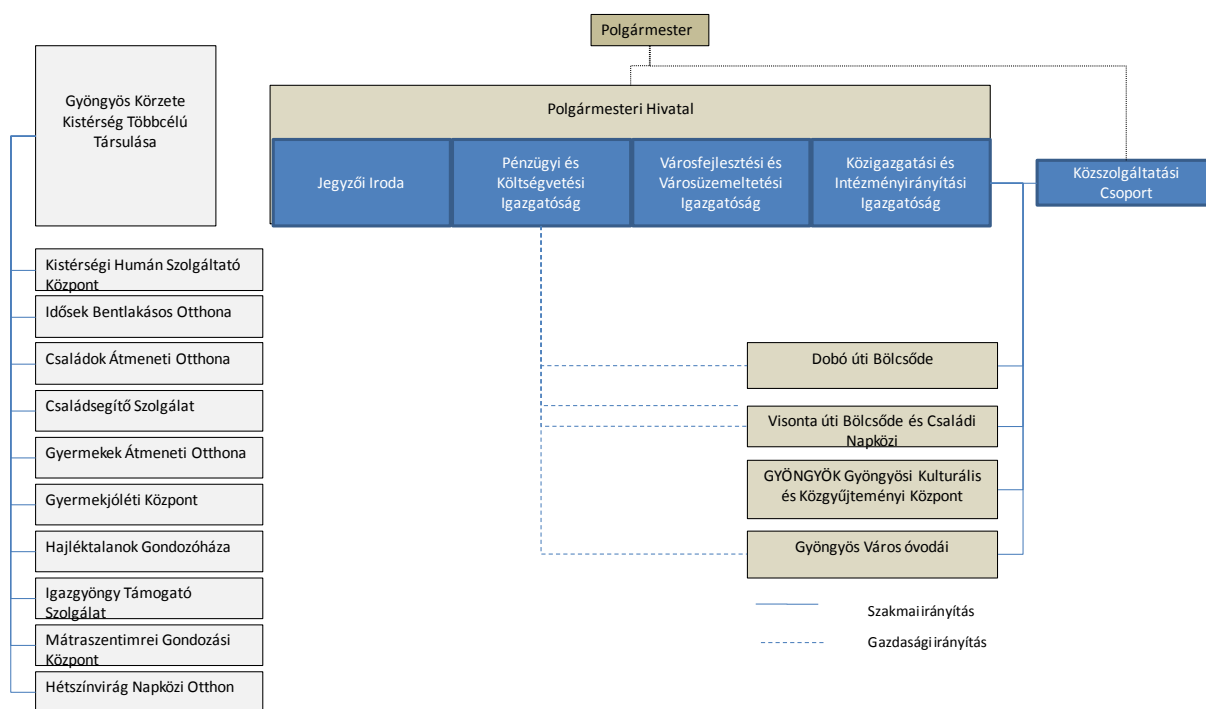 Polgármester
Gyöngyös Körzete
Kistérség Többcélú
Társulása
Polgármesteri Hivatal
Jegyzői Iroda
Pénzügyi és
Költségvetési
Igazgatóság
Városfejlesztési és
Városüzemeltetési
Igazgatóság
Közigazgatási és
Intézményirányítási
Igazgatóság
Közszolgáltatási
Csoport
Kistérségi Humán Szolgáltató
Központ
Idősek Bentlakásos Otthona
Családok Átmeneti Otthona
Családsegítő Szolgálat
Gyermekek Átmeneti Otthona
Gyermekjóléti Központ
Hajléktalanok Gondozóháza
Igazgyöngy Támogató
Szolgálat
Mátraszentimrei Gondozási
Központ
Hétszínvirág Napközi Otthon
Dobó úti Bölcsőde
Visonta úti Bölcsőde és Családi
Napközi
GYÖNGYÖK Gyöngyösi Kulturális
és Közgyűjteményi Központ
Gyöngyös Város óvodái
Szakmai irányítás
Gazdasági irányítás